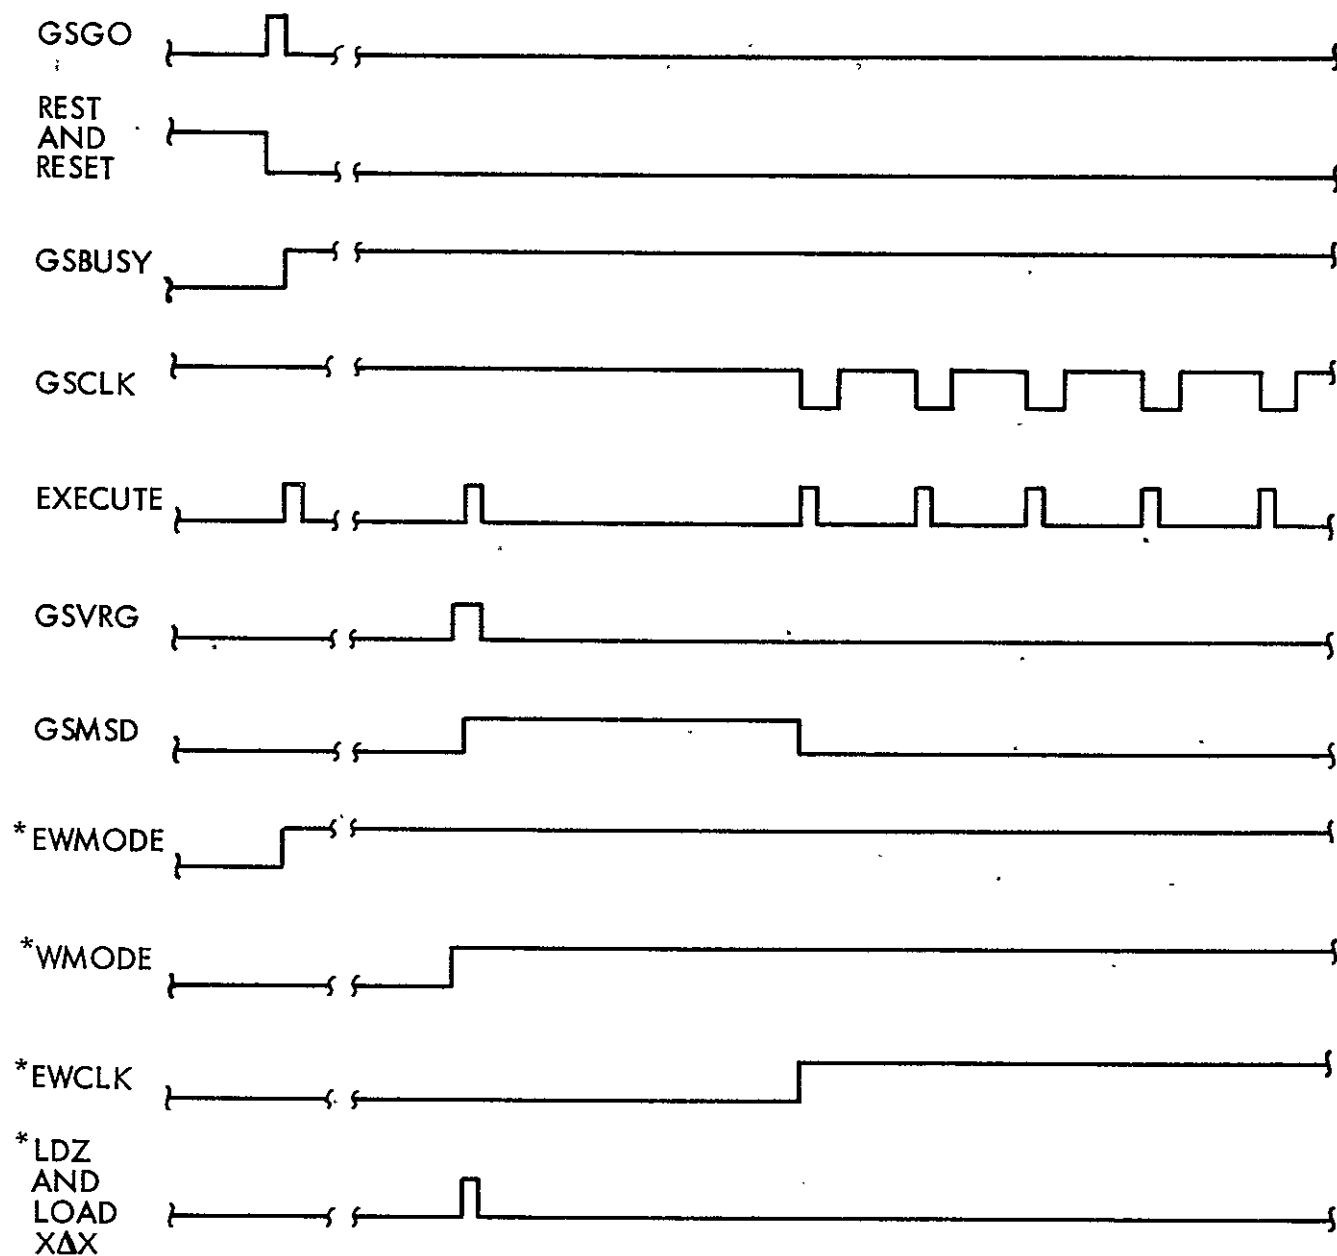 GSGO
REST
AND
RESET
GSBUSY
GSCLK
EXECUTE
GSVRG
GSMSD
*EWMODE
*WMODE
*EWCLK
*LDZ
AND
LOAD
XΔX